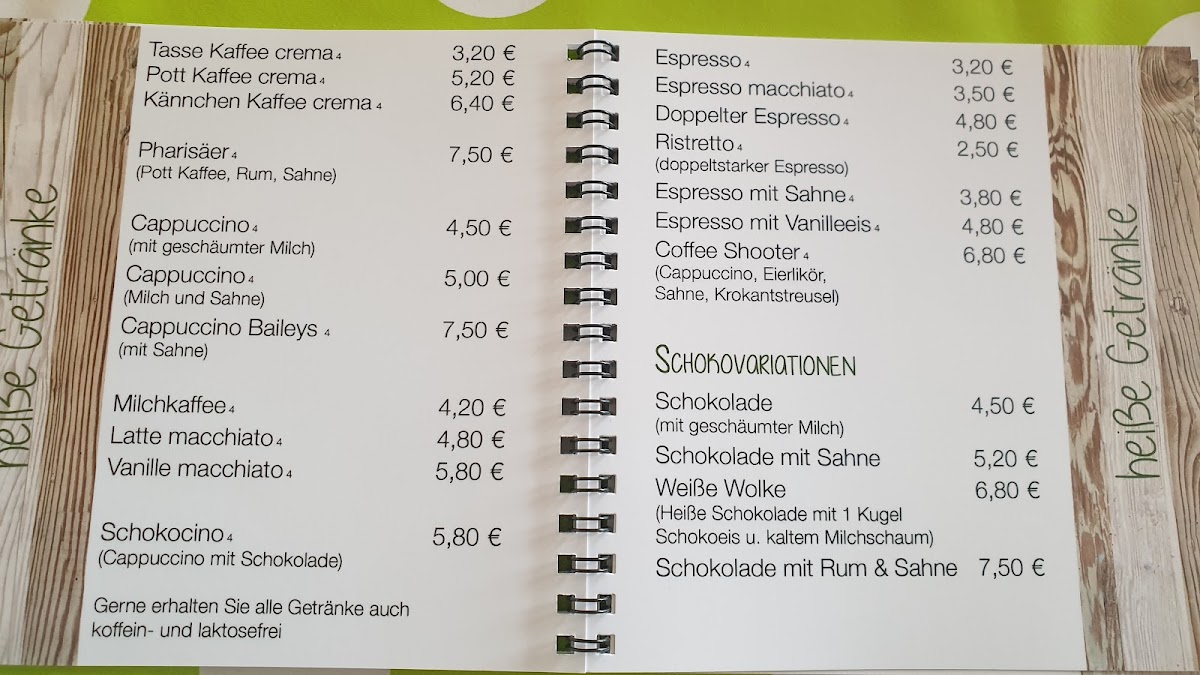 heiße Getränke
Tasse Kaffee crema 4 3,20 €
Pott Kaffee crema 4 5,20 €
Kännchen Kaffee crema 4 6,40 €
Pharisäer 4 7,50 €
(Pott Kaffee, Rum, Sahne)
Cappuccino 4 4,50 €
(mit geschäumter Milch)
Cappuccino 4 5,00 €
(Milch und Sahne)
Cappuccino Baileys 4 7,50 €
(mit Sahne)
Milchkaffee 4 4,20 €
Latte macchiato 4 4,80 €
Vanille macchiato 4 5,80 €
Schokocino 4 5,80 €
(Cappuccino mit Schokolade)
Gerne erhalten Sie alle Getränke auch
koffein- und laktosefrei
Espresso 4 3,20 €
Espresso macchiato 4 3,50 €
Doppelter Espresso 4 4,80 €
Ristretto 4 2,50 €
(doppeltstarker Espresso)
Espresso mit Sahne 4 3,80 €
Espresso mit Vanilleeis 4 4,80 €
Coffee Shooter 4 6,80 €
(Cappuccino, Eierlikör,
Sahne, Krokantstreusel)
SCHOKOVARIATIONEN
Schokolade 4,50 €
(mit geschäumter Milch)
Schokolade mit Sahne 5,20 €
Weiße Wolke 6,80 €
(Heiße Schokolade mit 1 Kugel
Schokoeis u. kaltem Milchschaum)
Schokolade mit Rum & Sahne 7,50 €
heiße Getränke